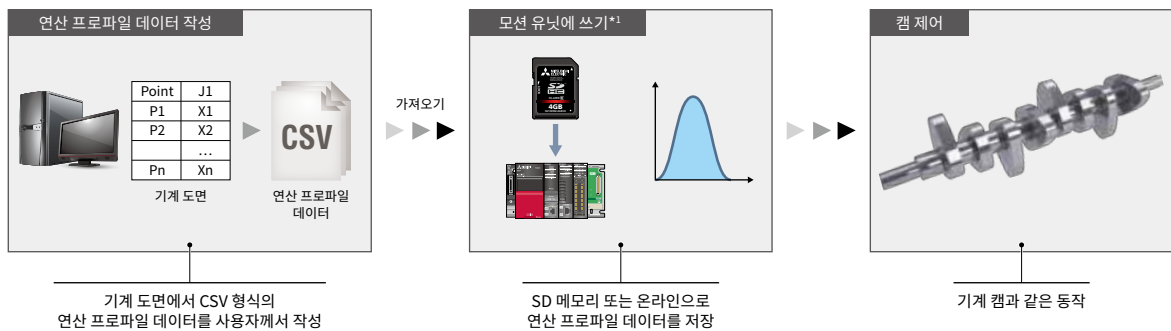 연산 프로파일 데이터 작성
Point J1
P1 X1
P2 X2
...
Pn Xn
기계 도면
CSV
연산 프로파일
데이터
기계 도면에서 CSV 형식의
연산 프로파일 데이터를 사용자께서 작성
가져오기
모션 유닛에 쓰기*1
MITSUBISHI
ELECTRIC
SD
HC
4GB
SD 메모리 또는 온라인으로
연산 프로파일 데이터를 저장
캠 제어
기계 캠과 같은 동작